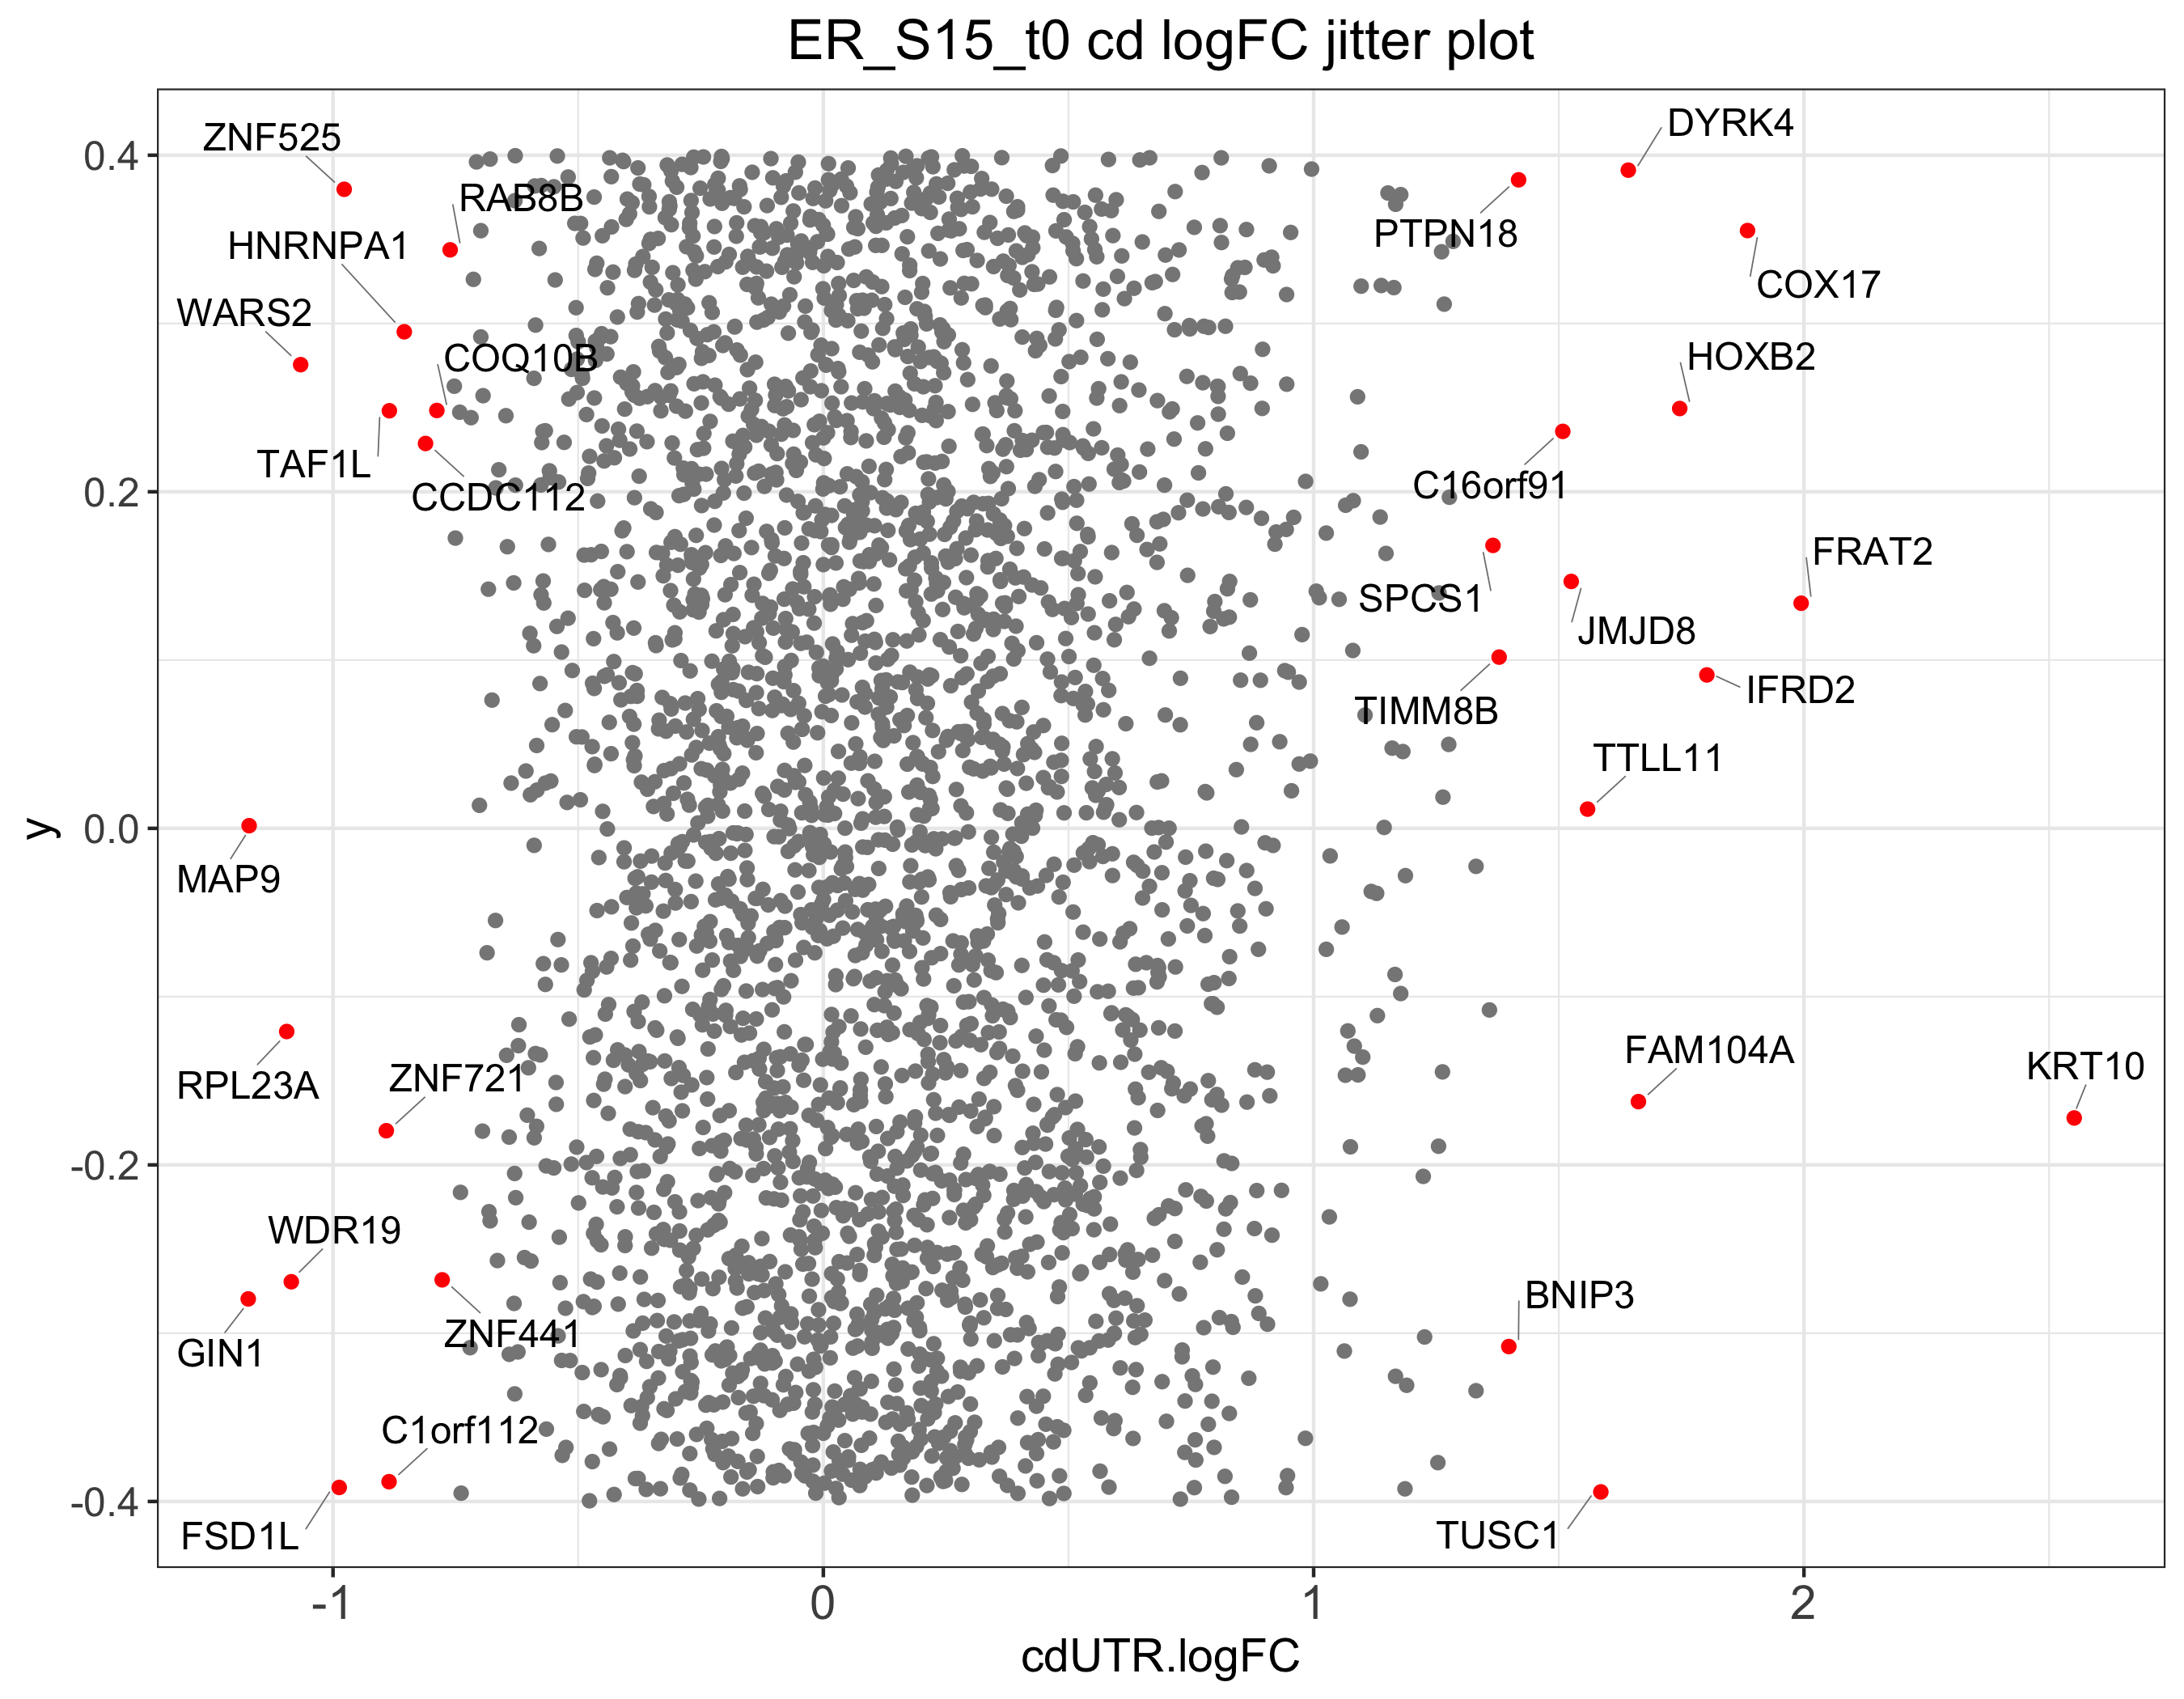 ER_S15_t0 cd logFC jitter plot
DYRK4
ZNF525
0.4
RAB8B
PTPN18
HNRNPA1
COX17
WARS2
COQ10B
HOXB2
TAF1L
C16orf91
0.2
CCDC112
FRAT2
SPCS1
JMJD8
IFRD2
TIMM8B
TTLL11
0.0
y
MAP9
FAM104A
KRT10
ZNF721
RPL23A
-0.2
WDR19
BNIP3
ZNF441
GIN1
C1orf112
-0.4
FSD1L
TUSC1
-1 0 1 2
cdUTR.logFC